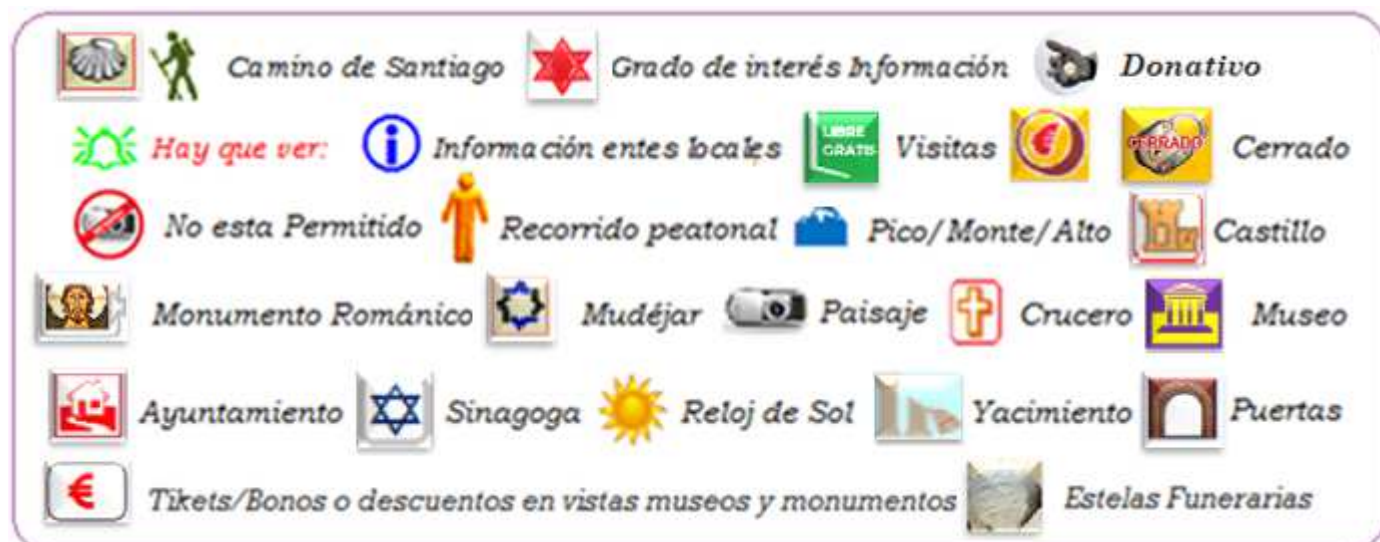 Camino de Santiago Grado de interés Información Donativo
Hay que ver: Información entes locales LIBRE GRATIS Visitas € CERRADO Cerrado
No esta Permitido Recorrido peatonal Pico/Monte/Alto Castillo
Monumento Románico Mudéjar Paisaje Crucero Museo
Ayuntamiento Sinagoga Reloj de Sol Yacimiento Puertas
€ Tikets/Bonos o descuentos en vistas museos y monumentos Estelas Funerarias